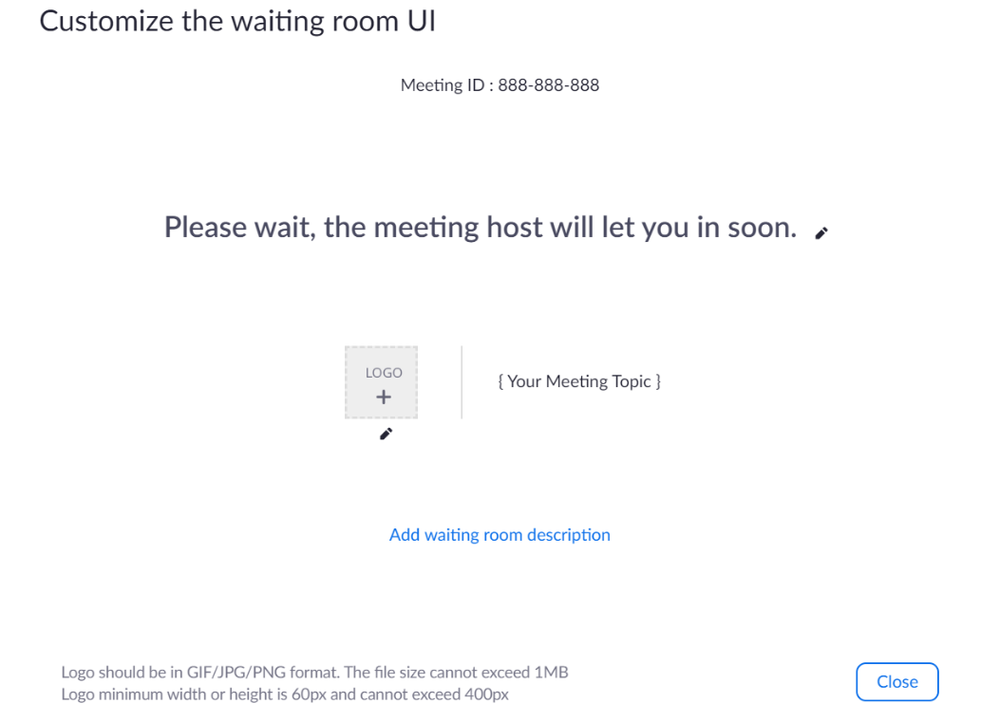 Customize the waiting room UI
Meeting ID : 888-888-888
Please wait, the meeting host will let you in soon.
LOGO
+
{ Your Meeting Topic }
Add waiting room description
Logo should be in GIF/JPG/PNG format. The file size cannot exceed 1MB
Logo minimum width or height is 60px and cannot exceed 400px
Close